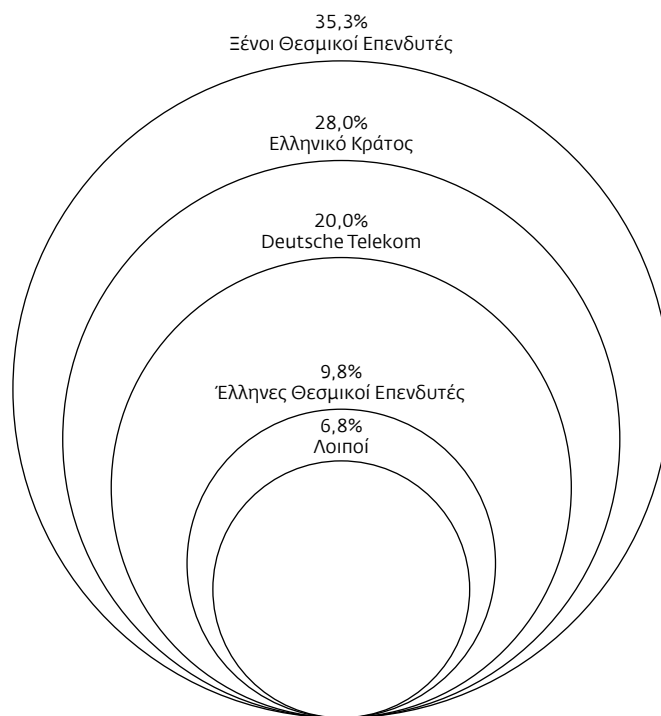 35,3%
Ξένοι Θεσμικοί Επενδυτές
28,0%
Ελληνικό Κράτος
20,0%
Deutsche Telekom
9,8%
Έλληνες Θεσμικοί Επενδυτές
6,8%
Λοιποί